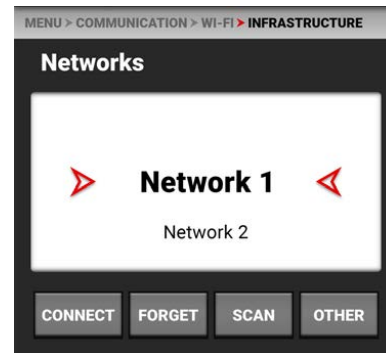 MENU > COMMUNICATION > WI-FI > INFRASTRUCTURE
Networks
Network 1
Network 2
CONNECT FORGET SCAN OTHER